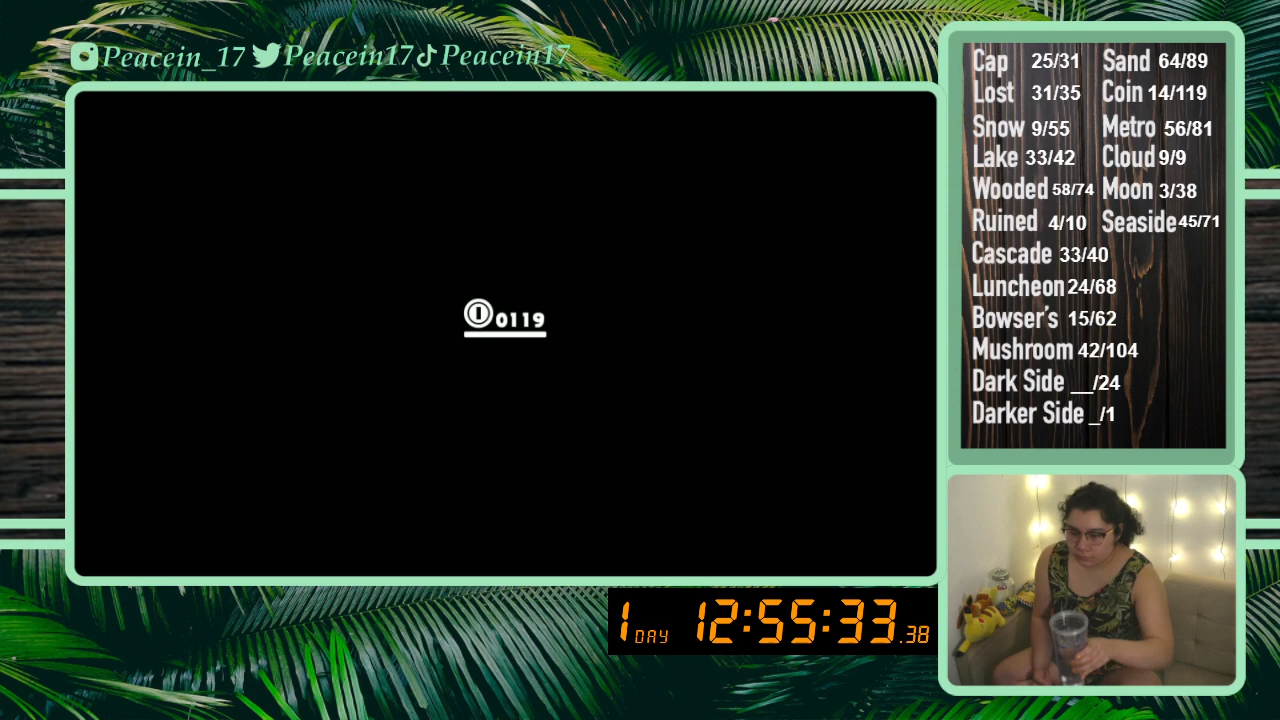 Peacein_17 Peacein17 Peacein17
0119
Cap 25/31 Sand 64/89
Lost 31/35 Coin 14/119
Snow 9/55 Metro 56/81
Lake 33/42 Cloud 9/9
Wooded 58/74 Moon 3/38
Ruined 4/10 Seaside 45/71
Cascade 33/40
Luncheon 24/68
Bowser's 15/62
Mushroom 42/104
Dark Side __/24
Darker Side _/1
1 DAY 12:55:33.38